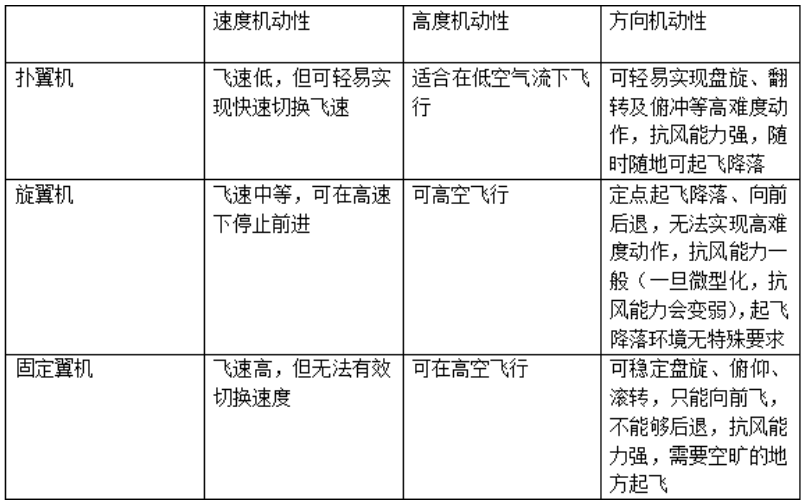 速度机动性
高度机动性
方向机动性
扑翼机
飞速低，但可轻易实
现快速切换飞速
适合在低空气流下飞
行
可轻易实现盘旋、翻
转及俯冲等高难度动
作，抗风能力强，随
时随地可起飞降落
旋翼机
飞速中等，可在高速
下停止前进
可高空飞行
定点起飞降落、向前
后退，无法实现高难
度动作，抗风能力一
般（一旦微型化，抗
风能力会变弱），起飞
降落环境无特殊要求
固定翼机
飞速高，但无法有效
切换速度
可在高空飞行
可稳定盘旋、俯仰、
滚转，只能向前飞，
不能够后退，抗风能
力强，需要空旷的地
方起飞